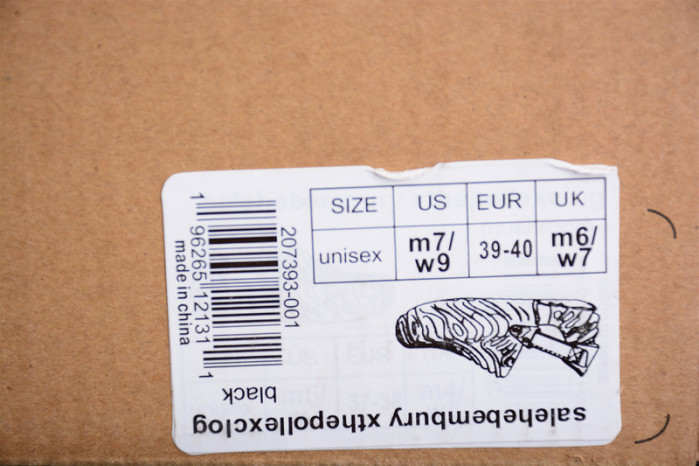 SIZE US EUR UK
unisex m7/w9 39-40 m6/w7
207393-001
1 96265 12131 1
made in china
black
salehebembury xthepollexclog